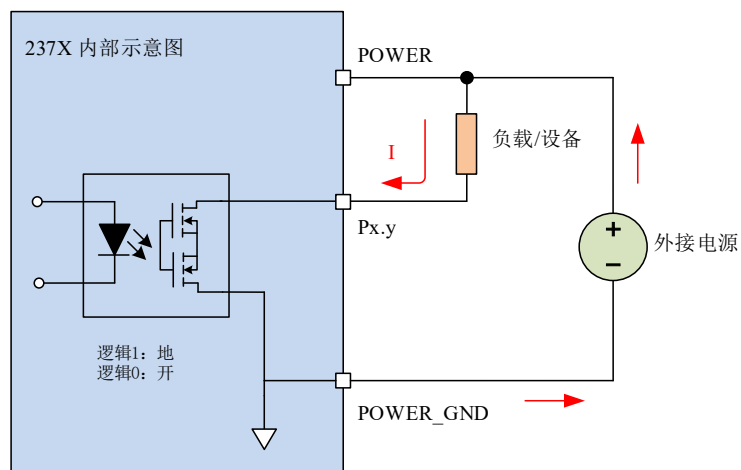 237X 内部示意图
POWER
负载/设备
I
Px.y
+
−
外接电源
逻辑1：地
逻辑0：开
POWER_GND